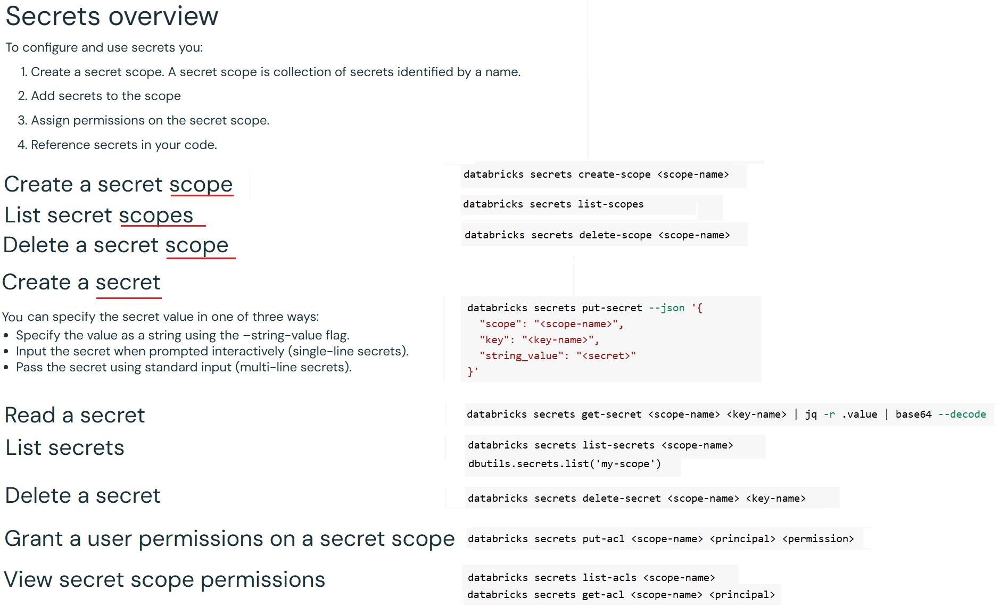 Secrets overview
To configure and use secrets you:
1. Create a secret scope. A secret scope is collection of secrets identified by a name.
2. Add secrets to the scope
3. Assign permissions on the secret scope.
4. Reference secrets in your code.
Create a secret scope
databricks secrets create-scope <scope-name>
List secret scopes
databricks secrets list-scopes
Delete a secret scope
databricks secrets delete-scope <scope-name>
Create a secret
You can specify the secret value in one of three ways:
• Specify the value as a string using the –string-value flag.
• Input the secret when prompted interactively (single-line secrets).
• Pass the secret using standard input (multi-line secrets).
databricks secrets put-secret --json '{
"scope": "<scope-name>",
"key": "<key-name>",
"string_value": "<secret>"
}'
Read a secret
databricks secrets get-secret <scope-name> <key-name> | jq -r .value | base64 --decode
List secrets
databricks secrets list-secrets <scope-name>
dbutils.secrets.list('my-scope')
Delete a secret
databricks secrets delete-secret <scope-name> <key-name>
Grant a user permissions on a secret scope
databricks secrets put-acl <scope-name> <principal> <permission>
View secret scope permissions
databricks secrets list-acls <scope-name>
databricks secrets get-acl <scope-name> <principal>